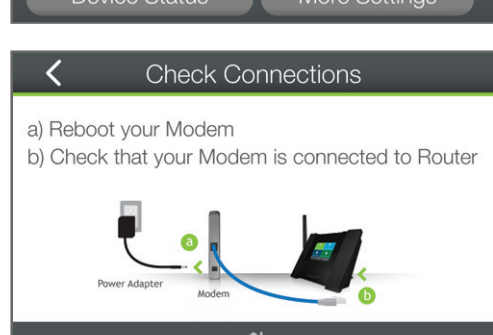 Device Status More Settings
Check Connections
a) Reboot your Modem
b) Check that your Modem is connected to Router
a
Power Adapter
Modem
b